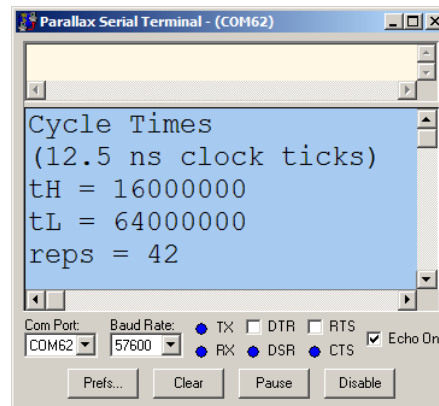 Parallax Serial Terminal - (COM62)
Cycle Times
(12.5 ns clock ticks)
tH = 16000000
tL = 64000000
reps = 42
Com Port: Baud Rate: TX DTR RTS
COM62 57600 RX DSR CTS Echo On
Prefs... Clear Pause Disable